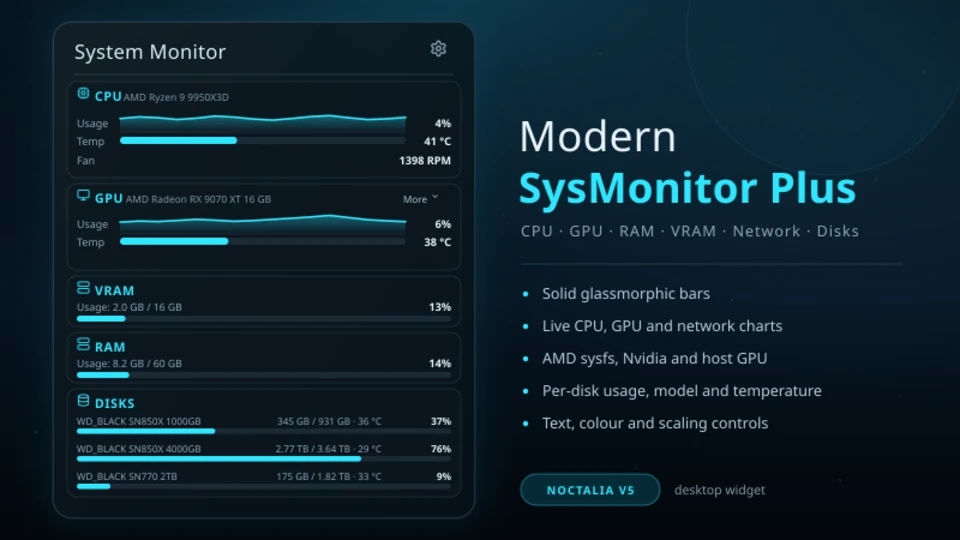 System Monitor
CPU AMD Ryzen 9 9950X3D
Usage 4%
Temp 41 °C
Fan 1398 RPM
GPU AMD Radeon RX 9070 XT 16 GB More
Usage 6%
Temp 38 °C
VRAM
Usage: 2.0 GB / 16 GB 13%
RAM
Usage: 8.2 GB / 60 GB 14%
DISKS
WD_BLACK SN850X 1000GB 345 GB / 931 GB · 36 °C 37%
WD_BLACK SN850X 4000GB 2.77 TB / 3.64 TB · 29 °C 76%
WD_BLACK SN770 2TB 175 GB / 1.82 TB · 33 °C 9%
Modern
SysMonitor Plus
CPU · GPU · RAM · VRAM · Network · Disks
• Solid glassmorphic bars
• Live CPU, GPU and network charts
• AMD sysfs, Nvidia and host GPU
• Per-disk usage, model and temperature
• Text, colour and scaling controls
NOCTALIA V5 desktop widget